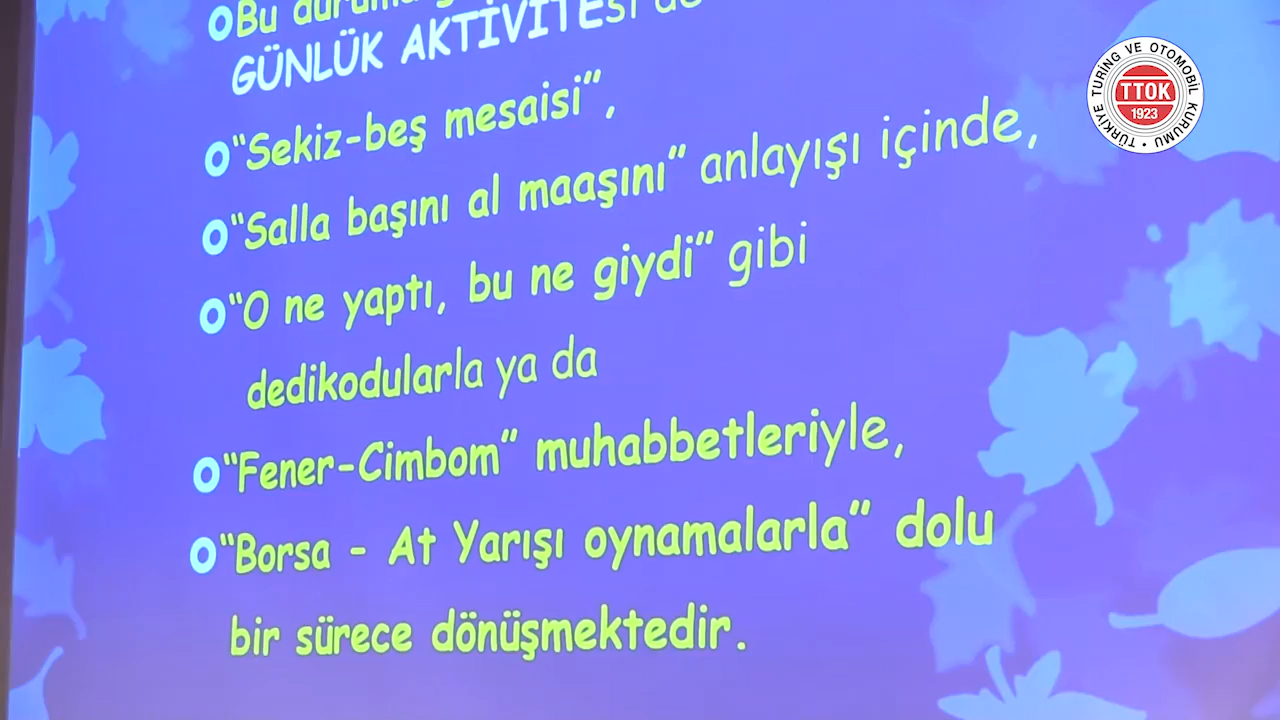 Bu
GÜNLÜK AKTİVİTESİ
“Sekiz-beş mesaisi”,
“Salla başını al maaşını” anlayışı içinde,
“O ne yaptı, bu ne giydi” gibi
dedikodularla ya da
“Fener-Cimbom” muhabbetleriyle,
“Borsa - At Yarışı oynamalarla” dolu
bir sürece dönüşmektedir.
TÜRKİYE TURİNG VE OTOMOBİL KURUMU
TTOK
1923